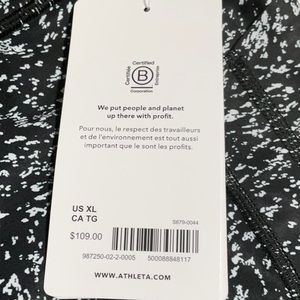 Certified
Certifiée
B
Corporation
Entreprise
We put people and planet
up there with profit.
Pour nous, le respect des travailleurs
et de l'environnement est tout aussi
important que le sont les profits.
US XL
CA TG
S679-0044
$109.00
987250-02-2-0005 500088848117
WWW.ATHLETA.COM